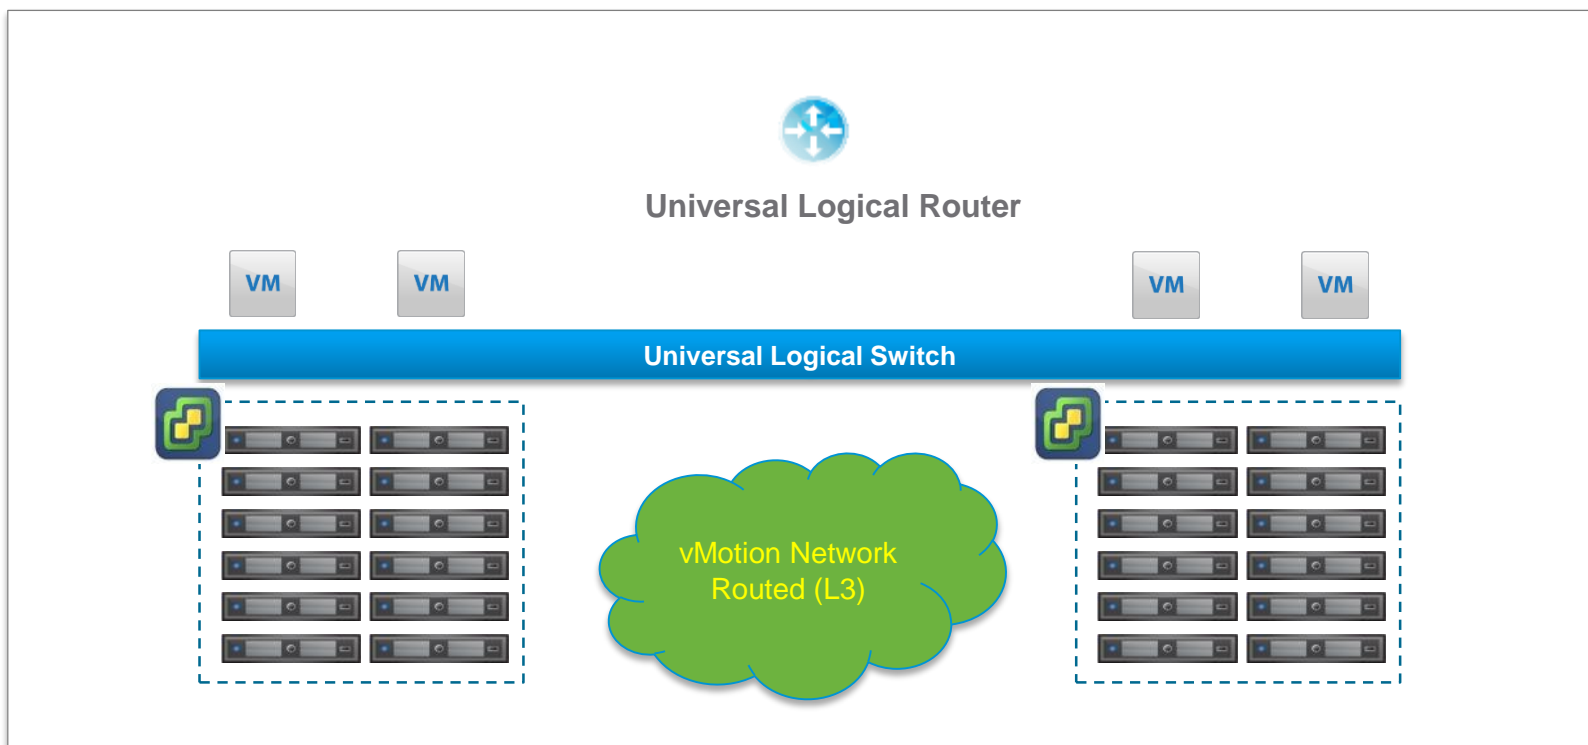 Universal Logical Router
VM
VM
VM
VM
Universal Logical Switch
vMotion Network
Routed (L3)